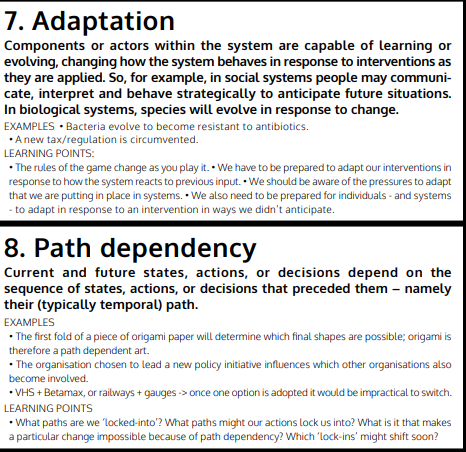 7. Adaptation
Components or actors within the system are capable of learning or
evolving, changing how the system behaves in response to interventions as
they are applied. So, for example, in social systems people may communi-
cate, interpret and behave strategically to anticipate future situations.
In biological systems, species will evolve in response to change.
EXAMPLES • Bacteria evolve to become resistant to antibiotics.
• A new tax/regulation is circumvented.
LEARNING POINTS:
• The rules of the game change as you play it. • We have to be prepared to adapt our interventions in
response to how the system reacts to previous input. • We should be aware of the pressures to adapt
that we are putting in place in systems. • We also need to be prepared for individuals - and systems
- to adapt in response to an intervention in ways we didn't anticipate.
8. Path dependency
Current and future states, actions, or decisions depend on the
sequence of states, actions, or decisions that preceded them – namely
their (typically temporal) path.
EXAMPLES
• The first fold of a piece of origami paper will determine which final shapes are possible; origami is
therefore a path dependent art.
• The organisation chosen to lead a new policy initiative influences which other organisations also
become involved.
• VHS + Betamax, or railways + gauges -> once one option is adopted it would be impractical to switch.
LEARNING POINTS
• What paths are we 'locked-into'? What paths might our actions lock us into? What is it that makes
a particular change impossible because of path dependency? Which 'lock-ins' might shift soon?